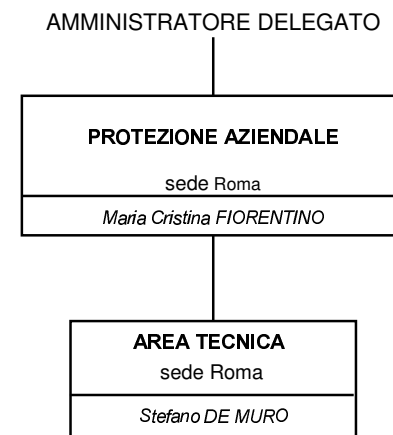 AMMINISTRATORE DELEGATO
PROTEZIONE AZIENDALE
sede Roma
Maria Cristina FIORENTINO
AREA TECNICA
sede Roma
Stefano DE MURO